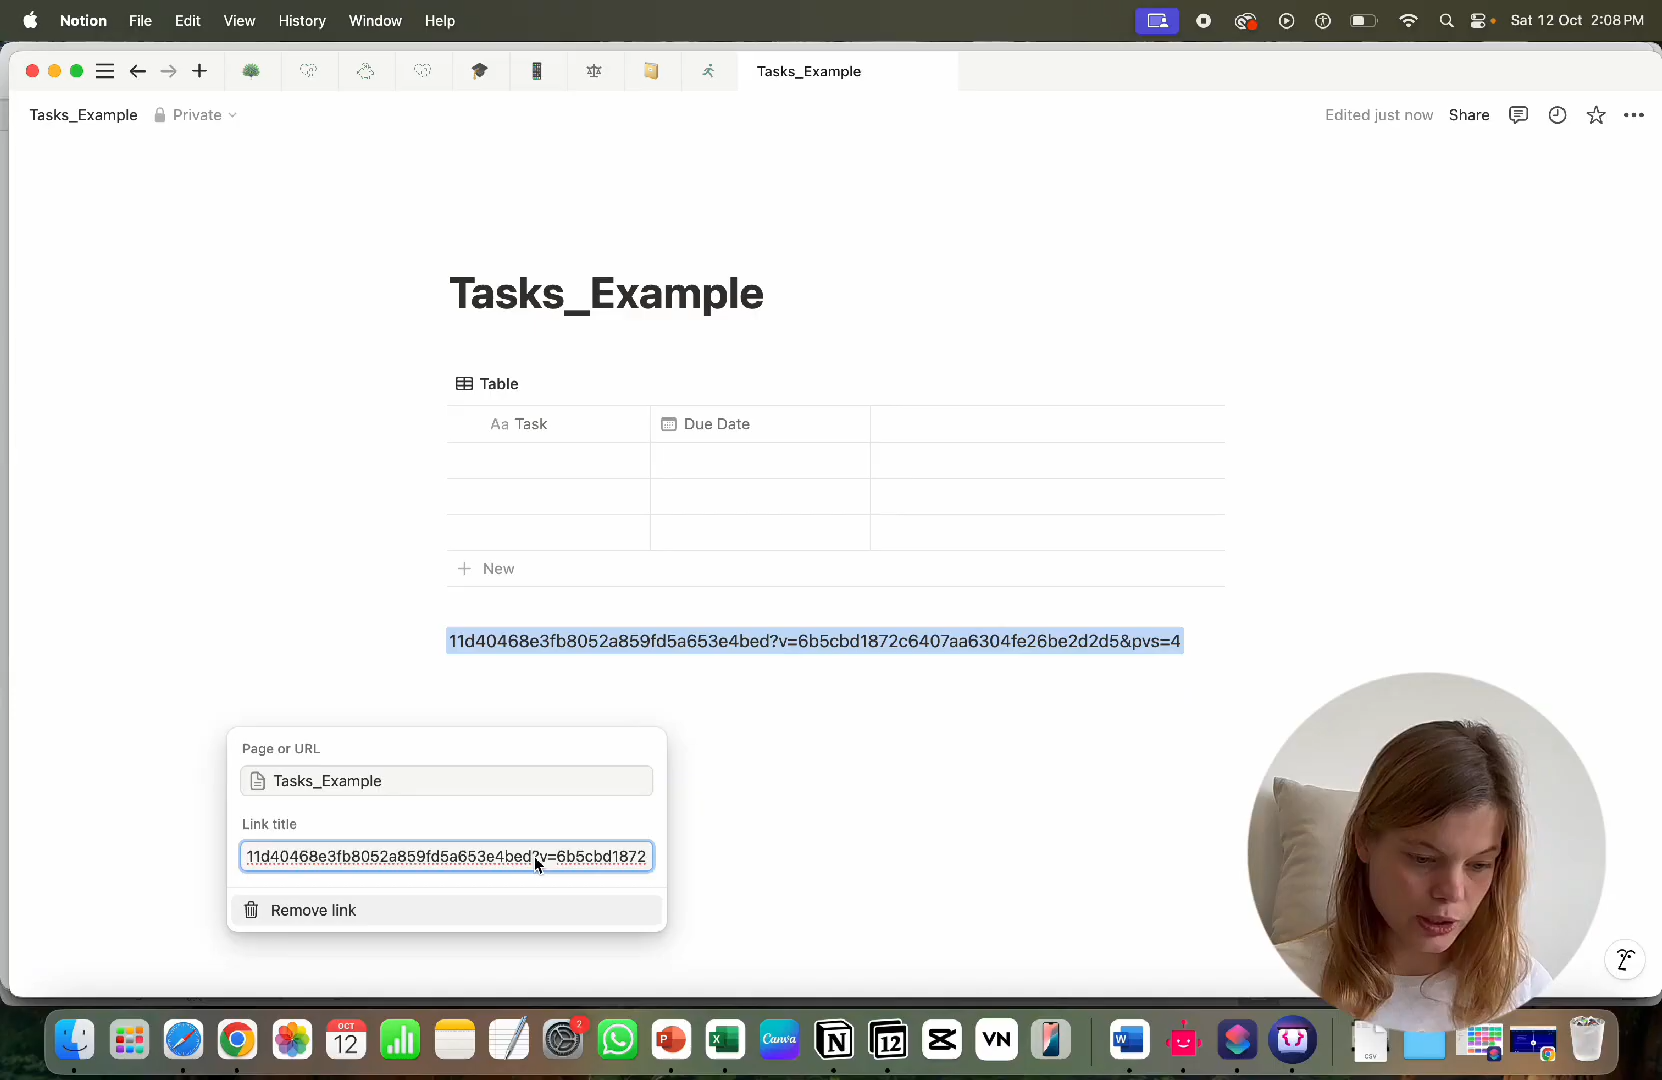 Notion File Edit View History Window Help Sat 12 Oct 2:08 PM
Tasks_Example
Tasks_Example Private Edited just now Share
Tasks_Example
Table
Aa Task Due Date
New
11d40468e3fb8052a859fd5a653e4bed?v=6b5cbd1872c6407aa6304fe26be2d2d5&pvs=4
Page or URL
Tasks_Example
Link title
11d40468e3fb8052a859fd5a653e4bed?v=6b5cbd1872
Remove link
OCT
12
2
P
X
Canva
N
12
VN
W
CSV